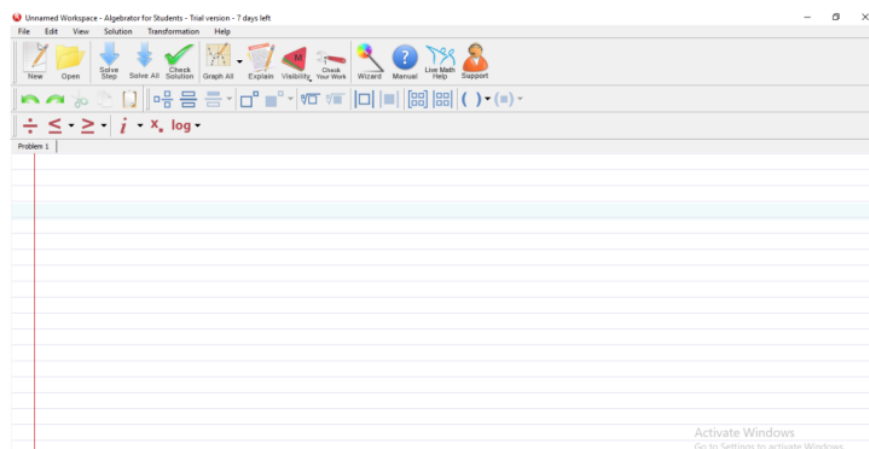 Unnamed Workspace - Algebrator for Students - Trial version - 7 days left
File Edit View Solution Transformation Help
New Open Solve Step Solve All Check Solution Graph All Explain Visibility Check Your Work Wizard Manual Live Math Help Support
÷ ≤ ≥ i x. log
Problem 1
Activate Windows
Go to Settings to activate Windows.